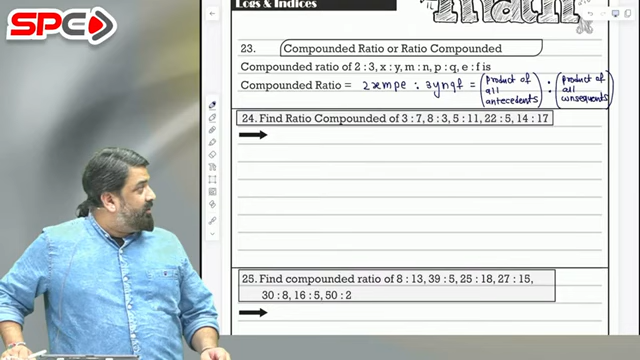 SPC
Logs & Indices
23. Compounded Ratio or Ratio Compounded
Compounded ratio of 2 : 3, x : y, m : n, p : q, e : f is
Compounded Ratio = 2xmpe : 3ynqf = (product of all antecedents) : (product of all consequents)
24. Find Ratio Compounded of 3 : 7, 8 : 3, 5 : 11, 22 : 5, 14 : 17
25. Find compounded ratio of 8 : 13, 39 : 5, 25 : 18, 27 : 15,
30 : 8, 16 : 5, 50 : 2